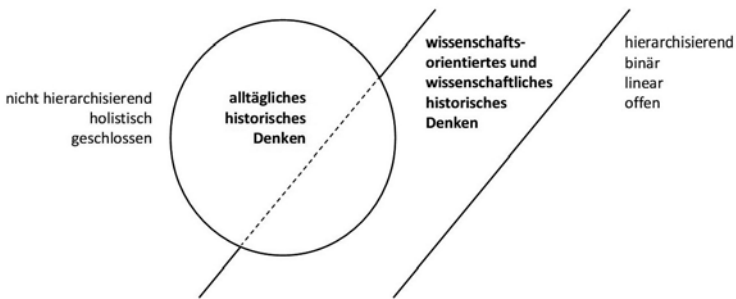 nicht hierarchisierend
holistisch
geschlossen
alltägliches
historisches
Denken
wissenschafts-
orientiertes und
wissenschaftliches
historisches
Denken
hierarchisierend
binär
linear
offen